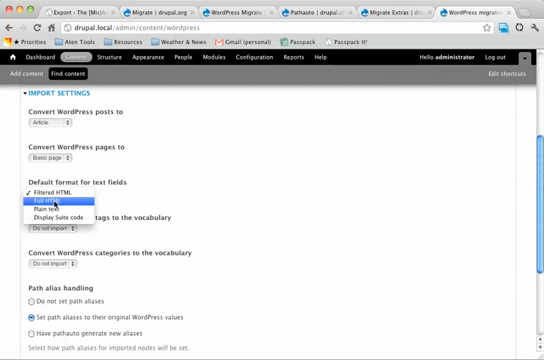 Export ‹ The [Mis]A
Migrate | drupal.org
WordPress Migrate
Pathauto | drupal.o
Migrate Extras | dr
WordPress migratio
drupal.local/admin/content/wordpress
Priorities Aten Tools Resources Weather & News Gmail (personal) Passpack Passpack It!
Dashboard Content Structure Appearance People Modules Configuration Reports Help Hello administrator Log out
Add content Find content Edit shortcuts
IMPORT SETTINGS
Convert WordPress posts to
Article
Convert WordPress pages to
Basic page
Default format for text fields
Filtered HTML
Full HTML
Plain text
Display Suite code
tags to the vocabulary
Do not import
Convert WordPress categories to the vocabulary
Do not import
Path alias handling
Do not set path aliases
Set path aliases to their original WordPress values
Have pathauto generate new aliases
Select how path aliases for imported nodes will be set.